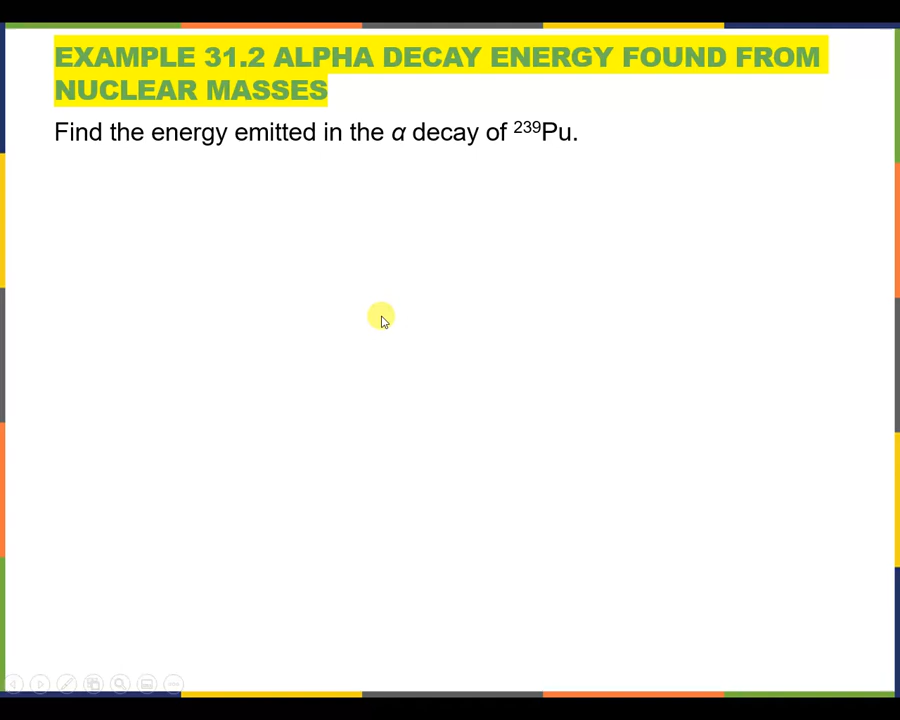 EXAMPLE 31.2 ALPHA DECAY ENERGY FOUND FROM
NUCLEAR MASSES
Find the energy emitted in the α decay of ²³⁹Pu.